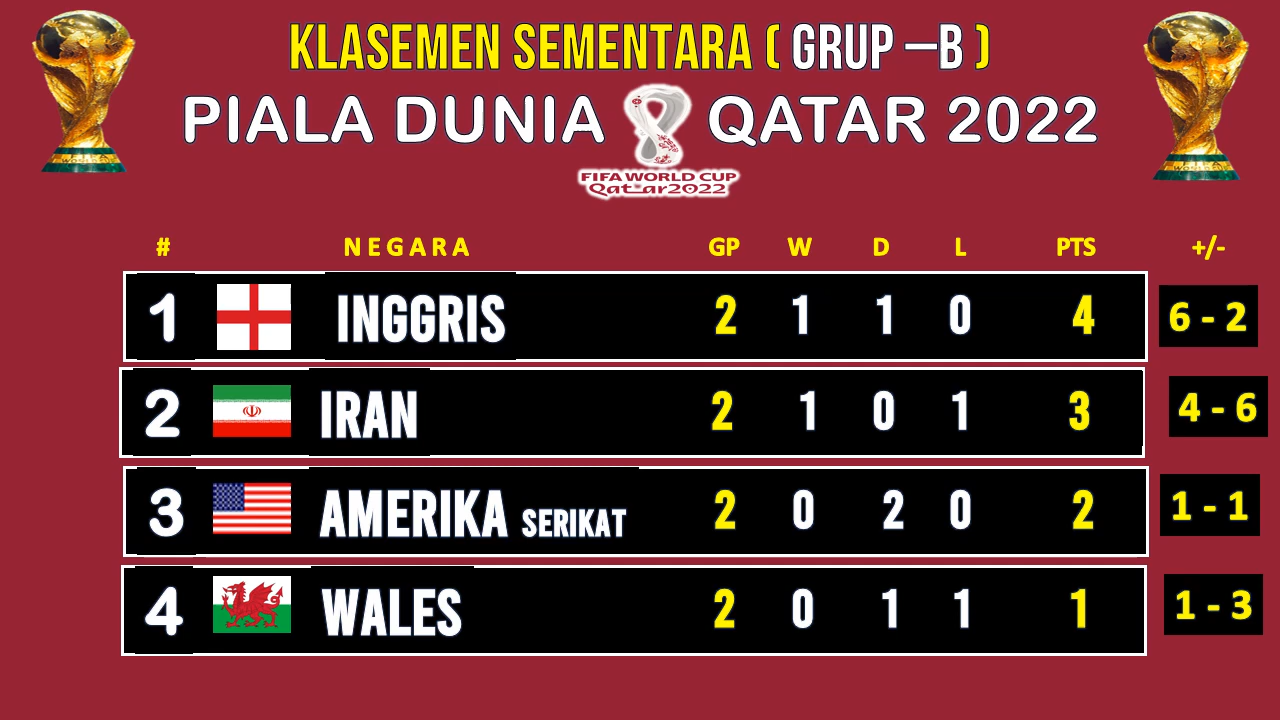 KLASEMEN SEMENTARA ( GRUP –B )
PIALA DUNIA QATAR 2022
FIFA WORLD CUP
Qatar2022
# NEGARA GP W D L PTS +/-
1 INGGRIS 2 1 1 0 4 6 - 2
2 IRAN 2 1 0 1 3 4 - 6
3 AMERIKA SERIKAT 2 0 2 0 2 1 - 1
4 WALES 2 0 1 1 1 1 - 3